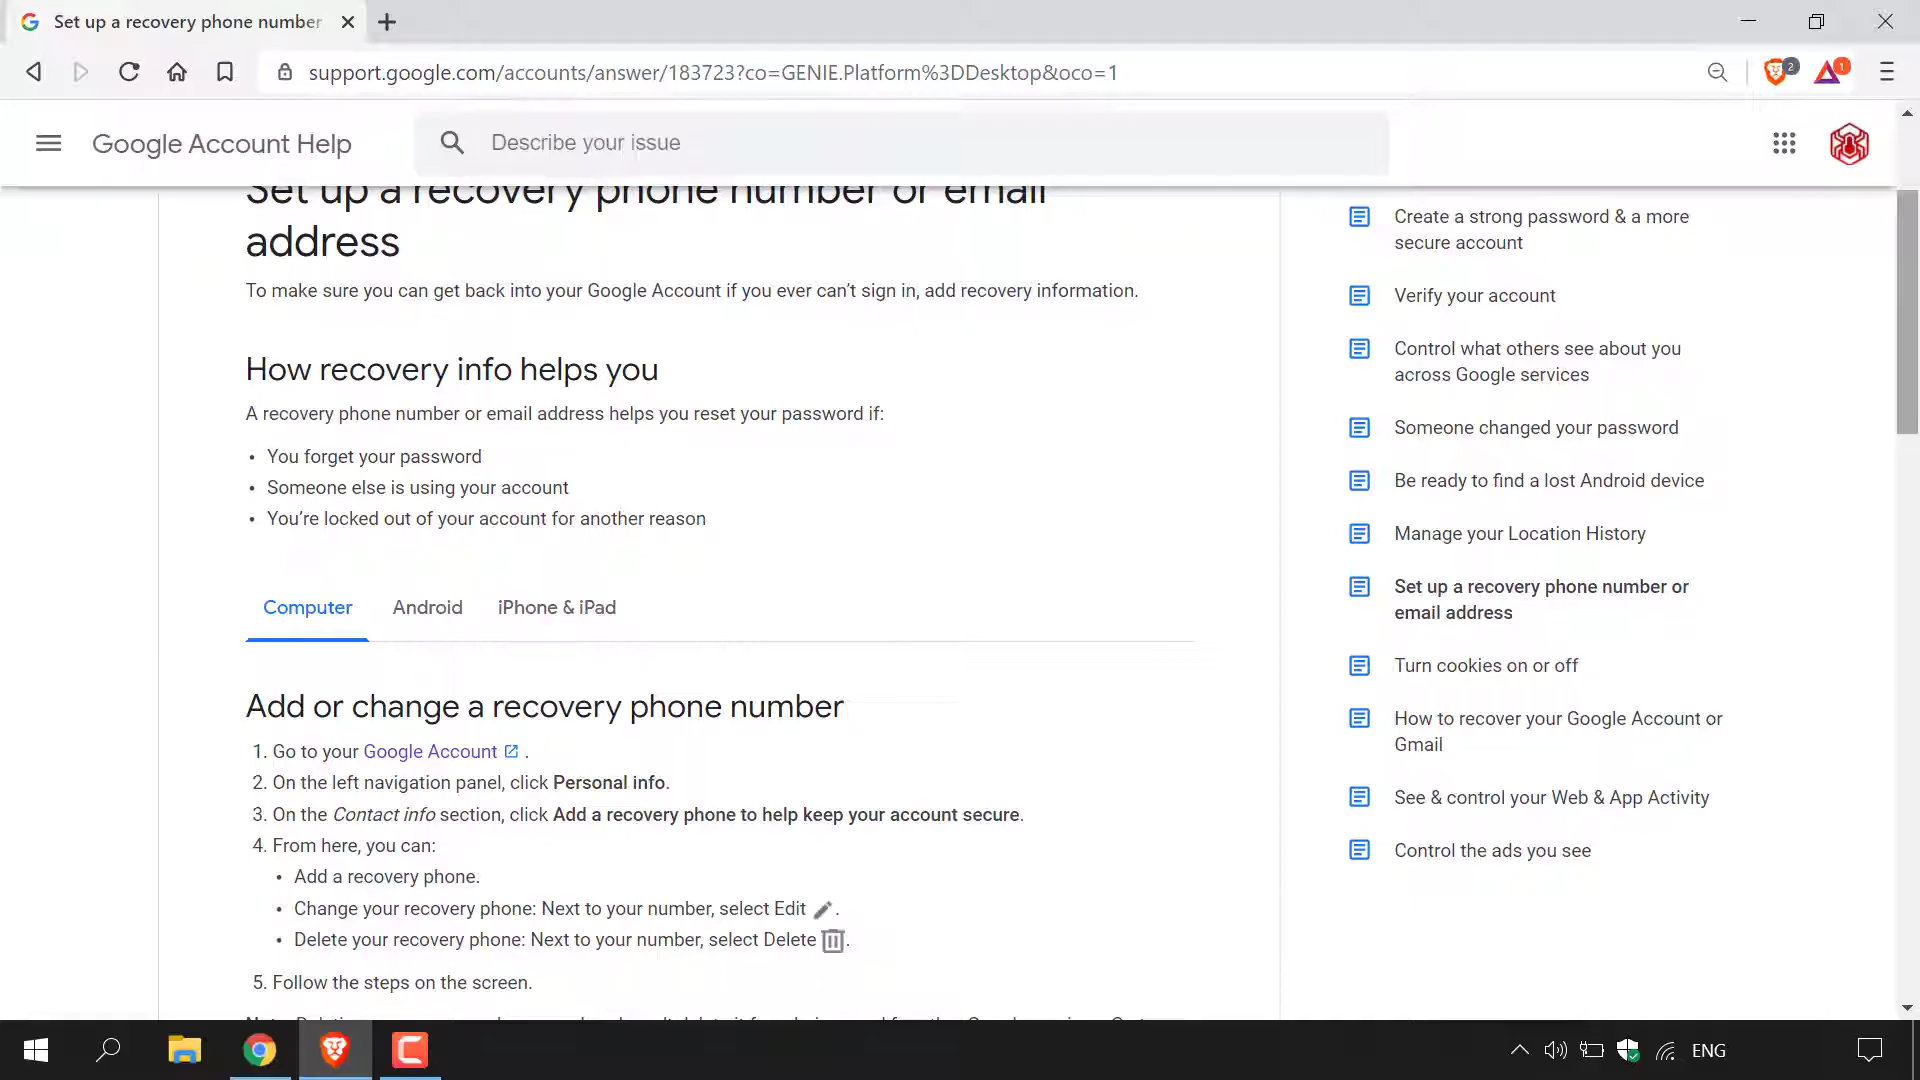 Set up a recovery phone number
support.google.com/accounts/answer/183723?co=GENIE.Platform%3DDesktop&oco=1
2
1
Google Account Help
Describe your issue
Set up a recovery phone number or email
address
To make sure you can get back into your Google Account if you ever can’t sign in, add recovery information.
How recovery info helps you
A recovery phone number or email address helps you reset your password if:
• You forget your password
• Someone else is using your account
• You’re locked out of your account for another reason
Computer
Android
iPhone & iPad
Add or change a recovery phone number
1. Go to your Google Account .
2. On the left navigation panel, click Personal info.
3. On the Contact info section, click Add a recovery phone to help keep your account secure.
4. From here, you can:
• Add a recovery phone.
• Change your recovery phone: Next to your number, select Edit .
• Delete your recovery phone: Next to your number, select Delete .
5. Follow the steps on the screen.
Create a strong password & a more
secure account
Verify your account
Control what others see about you
across Google services
Someone changed your password
Be ready to find a lost Android device
Manage your Location History
Set up a recovery phone number or
email address
Turn cookies on or off
How to recover your Google Account or
Gmail
See & control your Web & App Activity
Control the ads you see
ENG